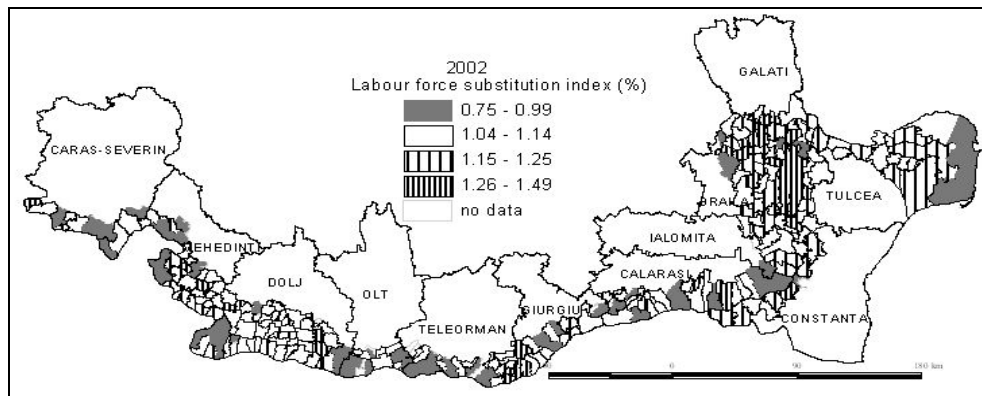 2002
Labour force substitution index (%)
0.75 - 0.99
1.04 - 1.14
1.15 - 1.25
1.26 - 1.49
no data
GALATI
CARAS-SEVERIN
TULCEA
BRAILA
IALOMITA
MEHEDINTI
CALARASI
DOLJ
OLT
GIURGIU
CONSTANTA
TELEORMAN
0 90 180 km